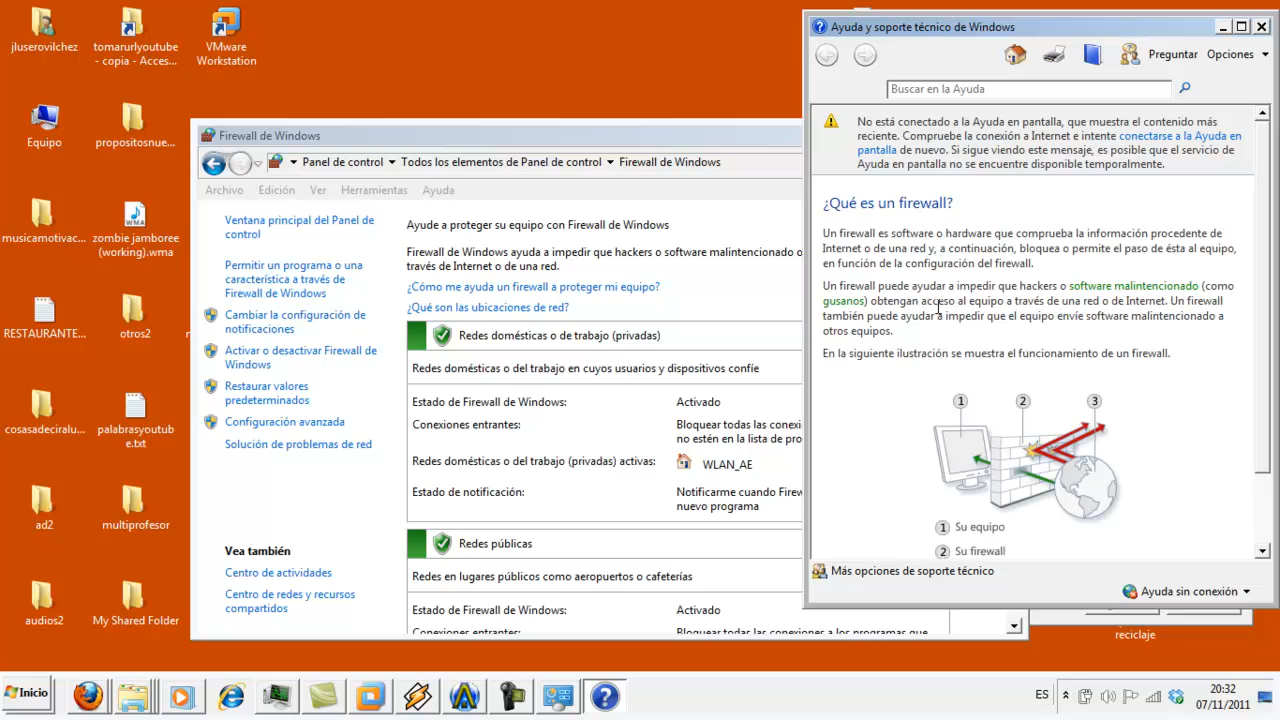 jluserovilchez
tomarurlyoutube
- copia - Acces...
VMware
Workstation
Equipo
propositosnue...
musicamotivac...
WMA
zombie jamboree
(working).wma
RESTAURANTE...
otros2
cosasadeciralu...
palabrasyoutub
e.txt
ad2
multiprofesor
audios2
My Shared Folder
Firewall de Windows
Panel de control
Todos los elementos de Panel de control
Firewall de Windows
Archivo
Edición
Ver
Herramientas
Ayuda
Ventana principal del Panel de
control
Permitir un programa o una
característica a través de
Firewall de Windows
Cambiar la configuración de
notificaciones
Activar o desactivar Firewall de
Windows
Restaurar valores
predeterminados
Configuración avanzada
Solución de problemas de red
Vea también
Centro de actividades
Centro de redes y recursos
compartidos
Ayude a proteger su equipo con Firewall de Windows
Firewall de Windows ayuda a impedir que hackers o software malintencionado o
través de Internet o de una red.
¿Cómo me ayuda un firewall a proteger mi equipo?
¿Qué son las ubicaciones de red?
Redes domésticas o de trabajo (privadas)
Redes domésticas o del trabajo en cuyos usuarios y dispositivos confíe
Estado de Firewall de Windows:
Activado
Conexiones entrantes:
Bloquear todas las conexi
no estén en la lista de pro
Redes domésticas o del trabajo (privadas) activas:
WLAN_AE
Estado de notificación:
Notificarme cuando Firew
nuevo programa
Redes públicas
Redes en lugares públicos como aeropuertos o cafeterías
Estado de Firewall de Windows:
Activado
Conexiones entrantes:
Bloquear todas las conexiones a los programas que
Ayuda y soporte técnico de Windows
Preguntar
Opciones
Buscar en la Ayuda
No está conectado a la Ayuda en pantalla, que muestra el contenido más
reciente. Compruebe la conexión a Internet e intente conectarse a la Ayuda en
pantalla de nuevo. Si sigue viendo este mensaje, es posible que el servicio de
Ayuda en pantalla no se encuentre disponible temporalmente.
¿Qué es un firewall?
Un firewall es software o hardware que comprueba la información procedente de
Internet o de una red y, a continuación, bloquea o permite el paso de ésta al equipo,
en función de la configuración del firewall.
Un firewall puede ayudar a impedir que hackers o software malintencionado (como
gusanos) obtengan acceso al equipo a través de una red o de Internet. Un firewall
también puede ayudar a impedir que el equipo envíe software malintencionado a
otros equipos.
En la siguiente ilustración se muestra el funcionamiento de un firewall.
1
2
3
1 Su equipo
2 Su firewall
Más opciones de soporte técnico
Ayuda sin conexión
reciclaje
Inicio
ES
20:32
07/11/2011